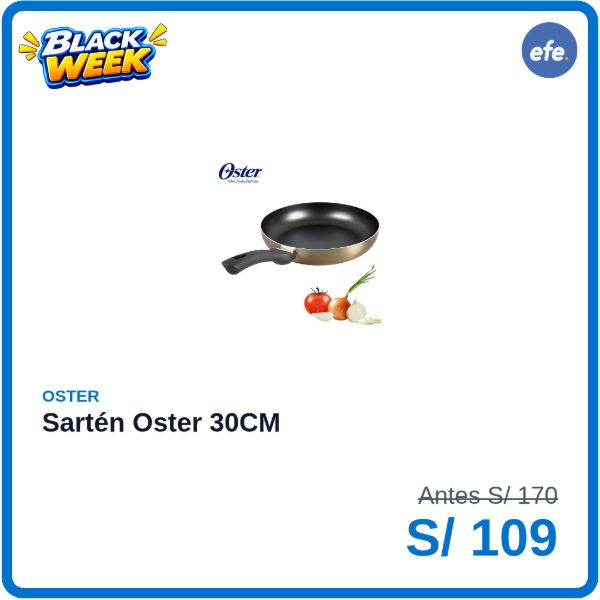 BLACK
WEEK
efe.
Oster
OSTER
Sartén Oster 30CM
Antes S/ 170
S/ 109